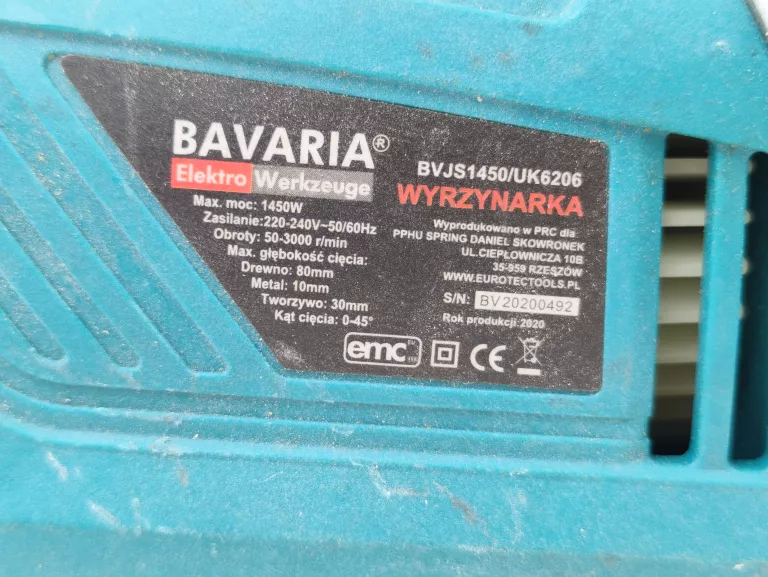 BAVARIA®
Elektro Werkzeuge
Max. moc: 1450W
Zasilanie:220-240V~50/60Hz
Obroty: 50-3000 r/min
Max. głębokość cięcia:
Drewno: 80mm
Metal: 10mm
Tworzywo: 30mm
Kąt cięcia: 0-45°
BVJS1450/UK6206
WYRZYNARKA
Wyprodukowano w PRC dla
PPHU SPRING DANIEL SKOWRONEK
UL.CIEPŁOWNICZA 10B
35-959 RZESZÓW
WWW.EUROTECTOOLS.PL
S/N: BV20200492
Rok produkcji 2020
emc CE